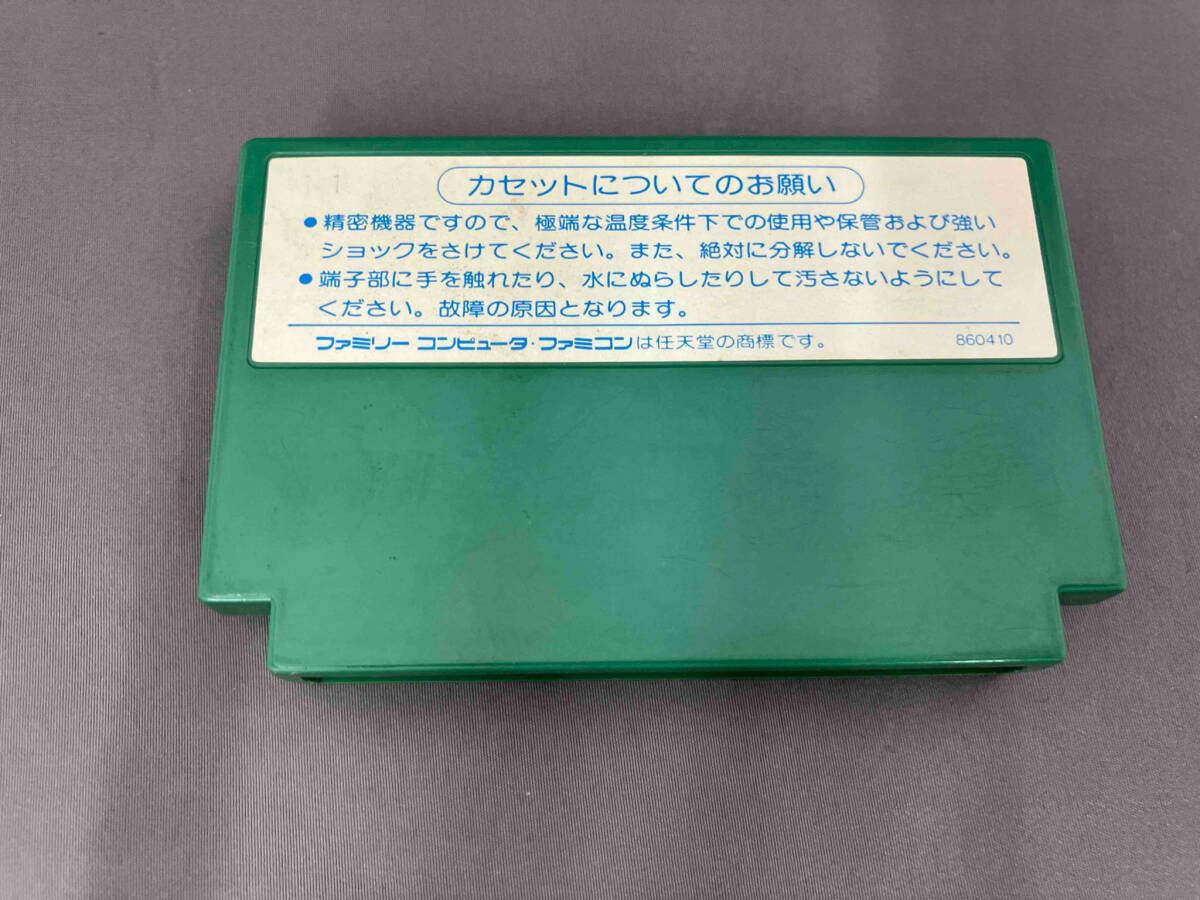 カセットについてのお願い
●精密機器ですので、極端な温度条件下での使用や保管および強い
ショックをさけてください。また、絶対に分解しないでください。
●端子部に手を触れたり、水にぬらしたりして汚さないようにして
ください。故障の原因となります。
ファミリー コンピュータ・ファミコンは任天堂の商標です。 860410